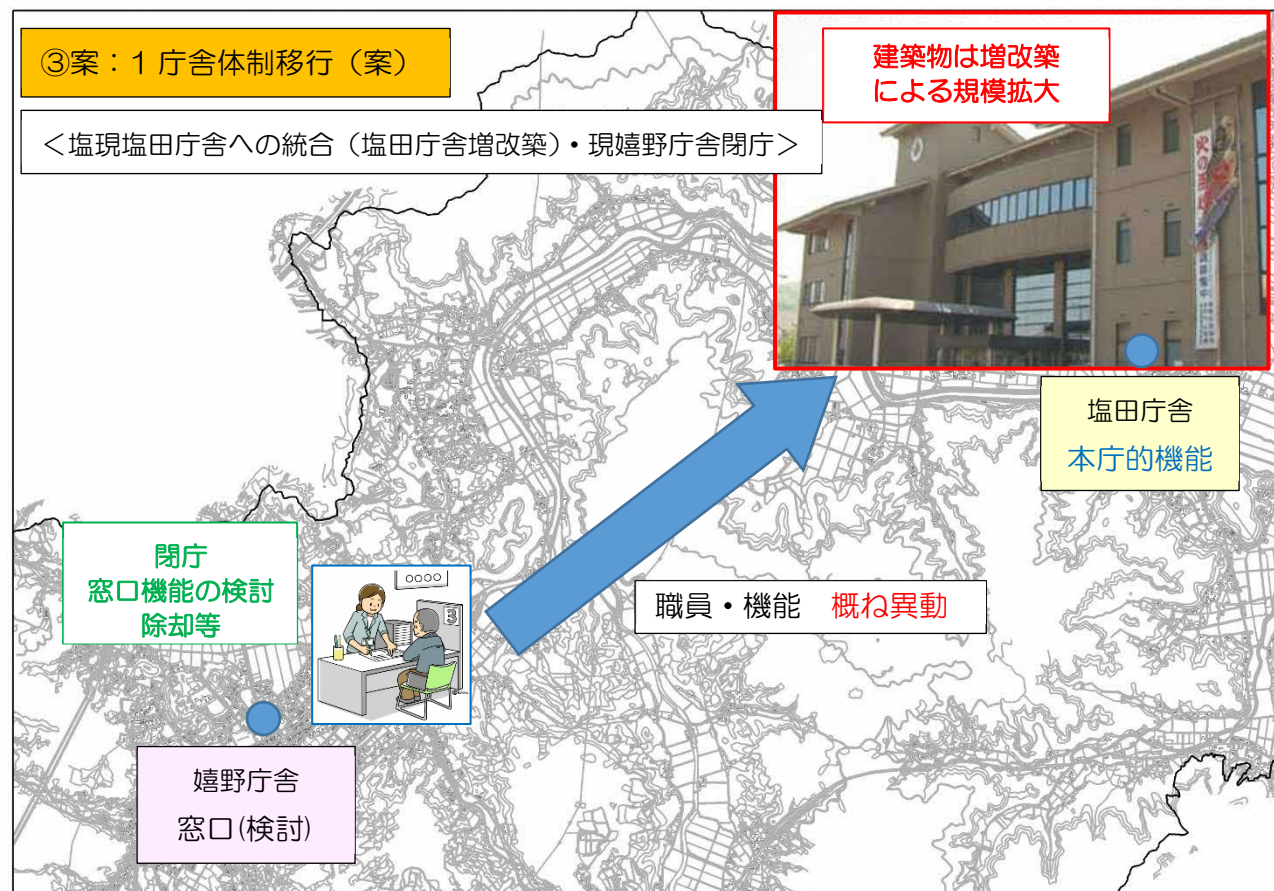 ③案：1 庁舎体制移行（案）
＜塩現塩田庁舎への統合（塩田庁舎増改築）・現嬉野庁舎閉庁＞
建築物は増改築
による規模拡大
塩田庁舎
本庁的機能
閉庁
窓口機能の検討
除却等
○○○○
3
職員・機能　概ね異動
嬉野庁舎
窓口(検討)